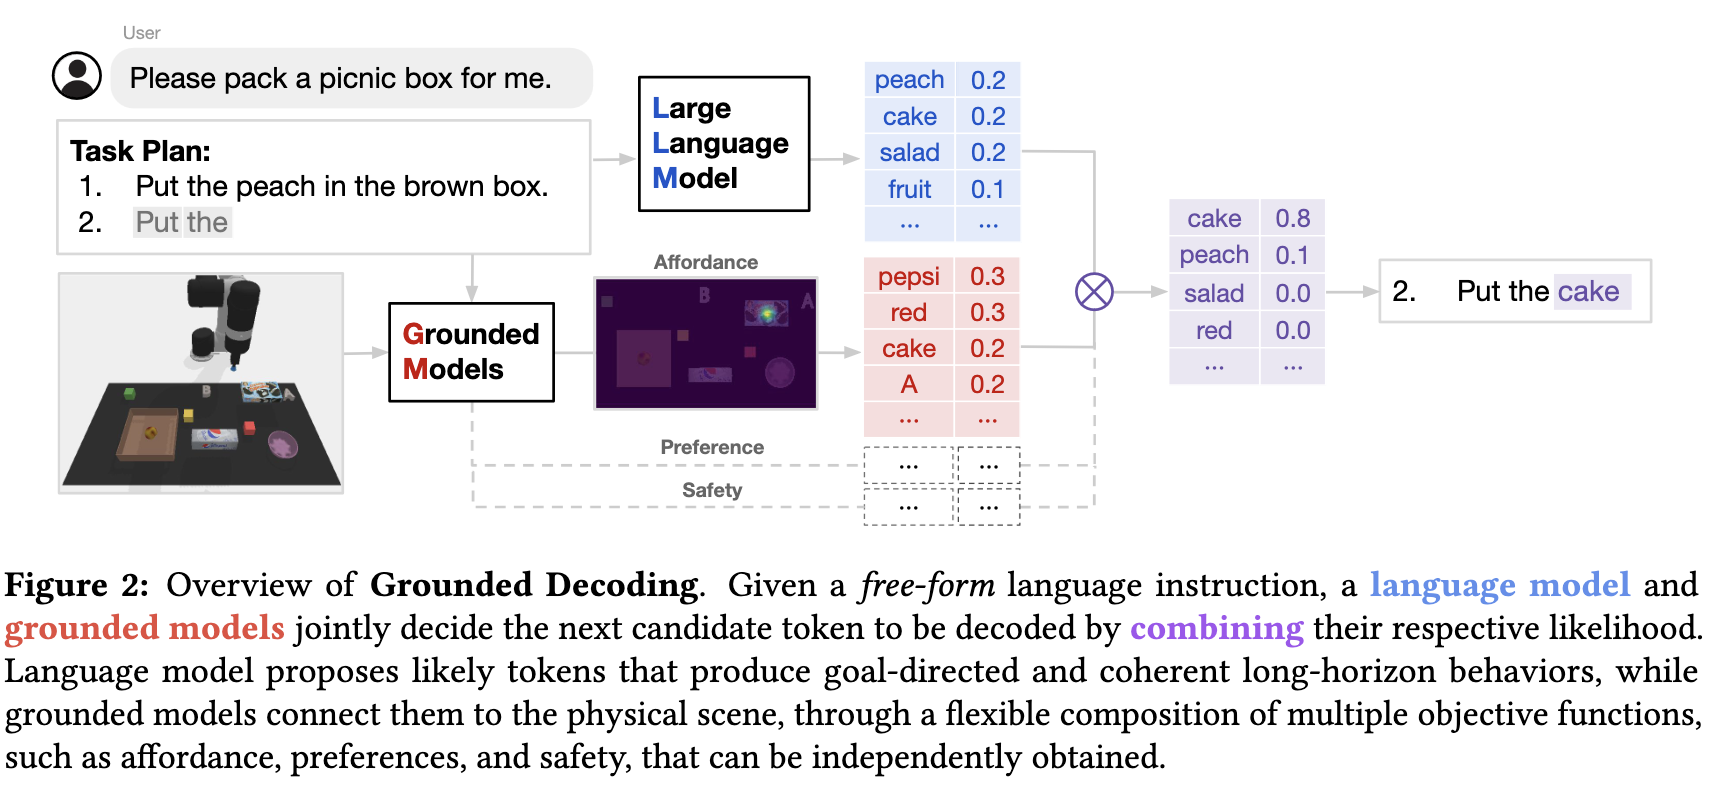 User
Please pack a picnic box for me.
Task Plan:
1. Put the peach in the brown box.
2. Put the
Large
Language
Model
peach 0.2
cake 0.2
salad 0.2
fruit 0.1
... ...
Grounded
Models
Affordance
B
A
pepsi 0.3
red 0.3
cake 0.2
A 0.2
... ...
Preference
... ...
Safety
... ...
cake 0.8
peach 0.1
salad 0.0
red 0.0
... ...
2. Put the cake
B
A
Figure 2: Overview of Grounded Decoding. Given a free-form language instruction, a language model and
grounded models jointly decide the next candidate token to be decoded by combining their respective likelihood.
Language model proposes likely tokens that produce goal-directed and coherent long-horizon behaviors, while
grounded models connect them to the physical scene, through a flexible composition of multiple objective functions,
such as affordance, preferences, and safety, that can be independently obtained.